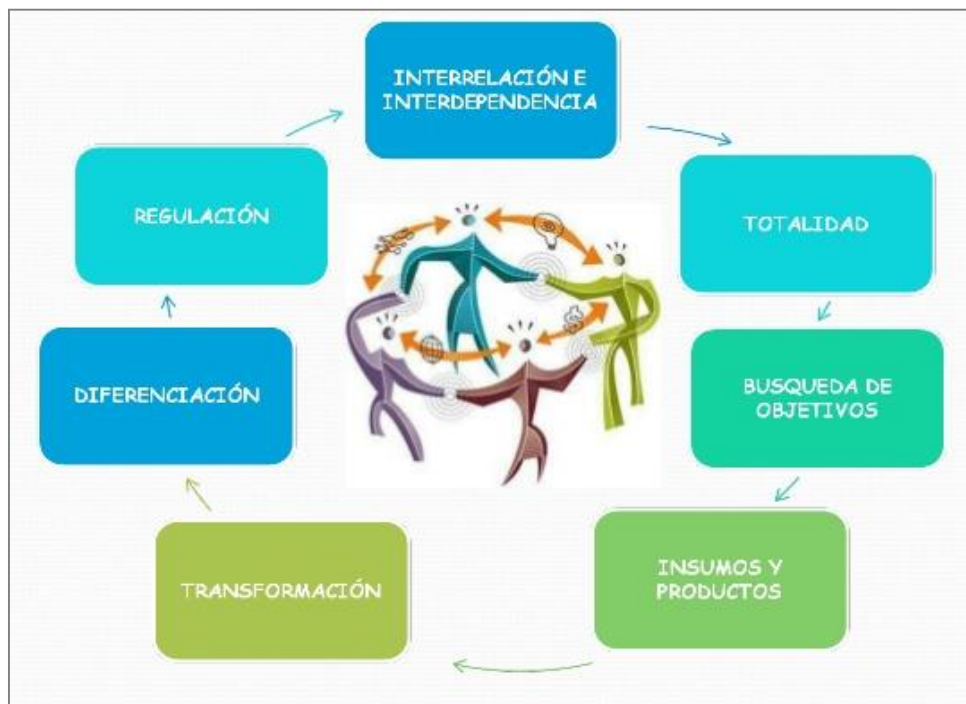 INTERRELACIÓN E
INTERDEPENDENCIA
TOTALIDAD
BUSQUEDA DE
OBJETIVOS
INSUMOS Y
PRODUCTOS
TRANSFORMACIÓN
DIFERENCIACIÓN
REGULACIÓN